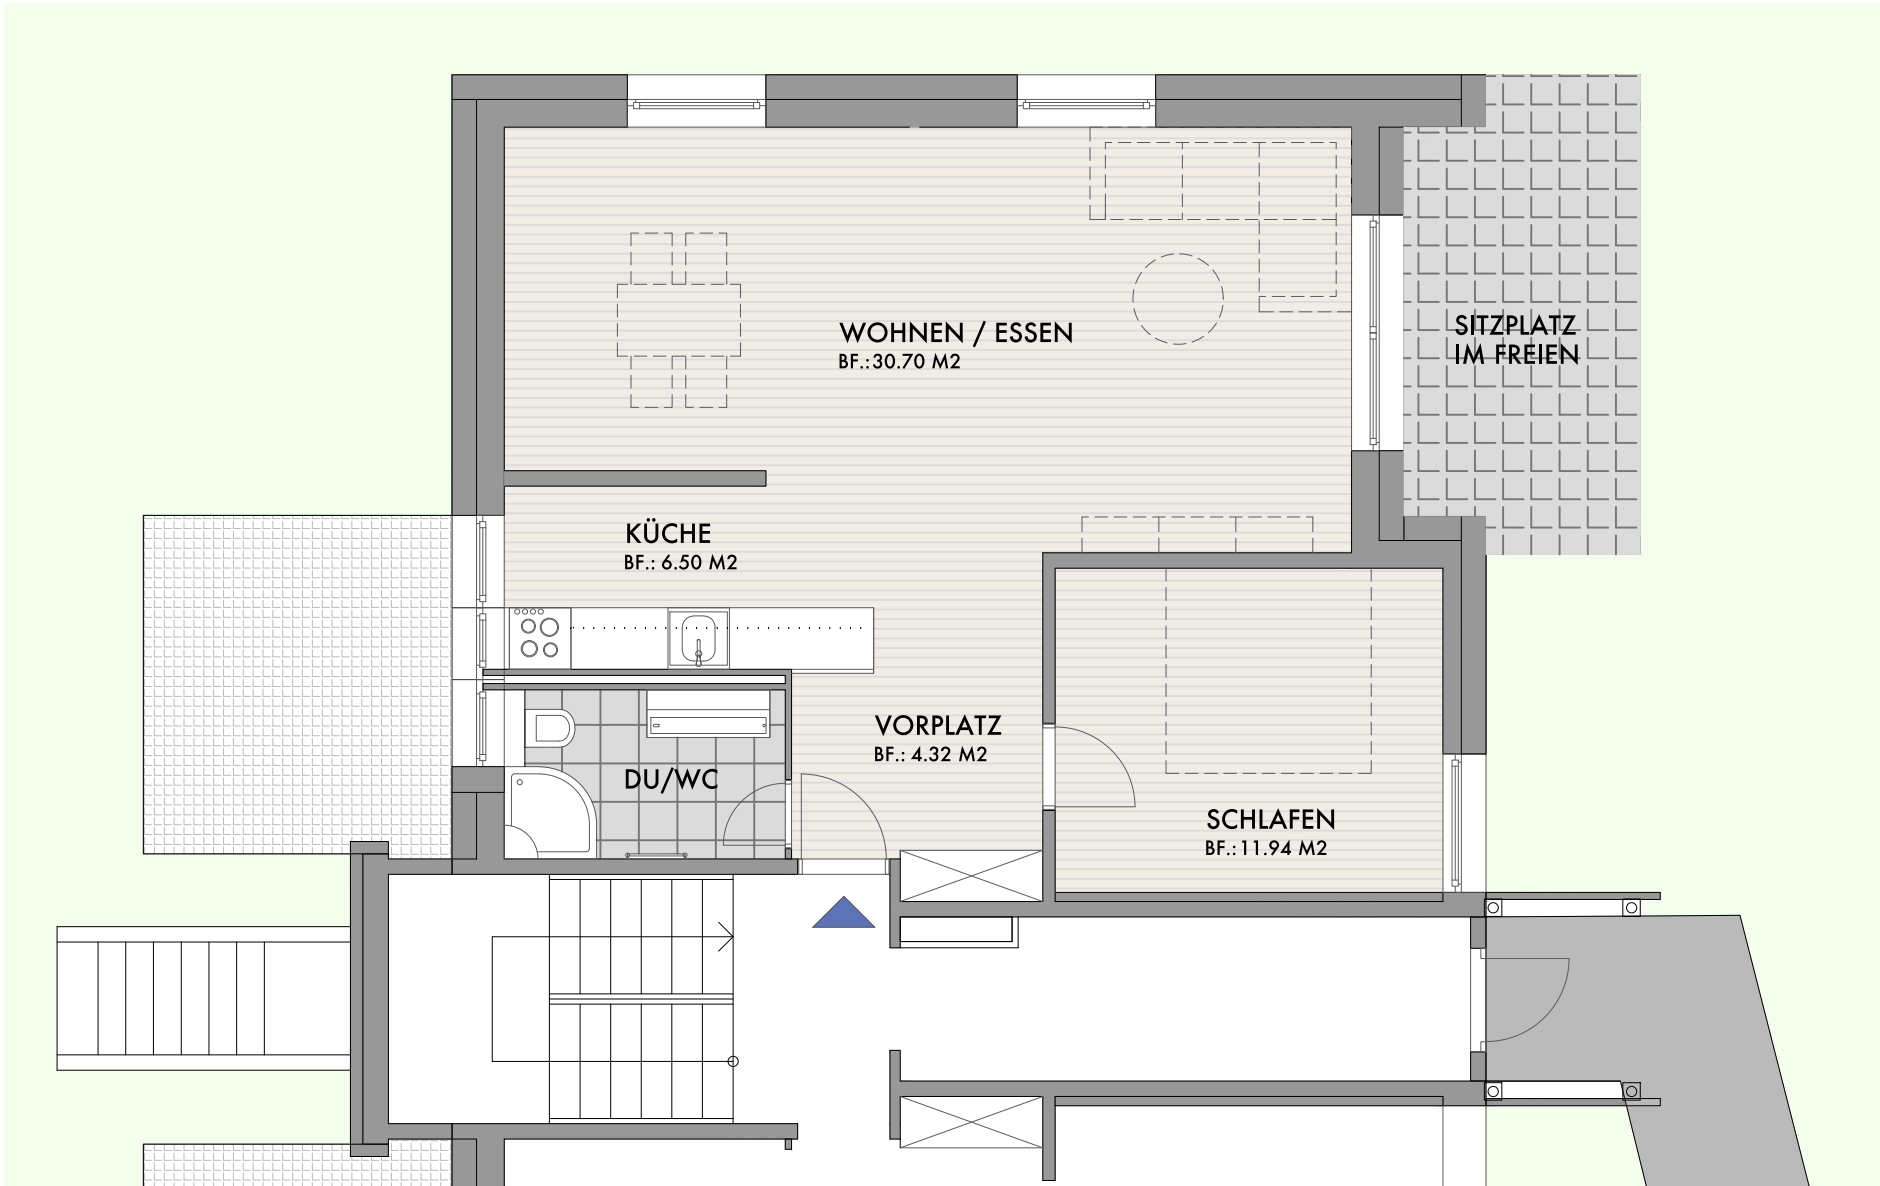 WOHNEN / ESSEN
BF.:30.70 M2
SITZPLATZ
IM FREIEN
KÜCHE
BF.: 6.50 M2
VORPLATZ
BF.: 4.32 M2
DU/WC
SCHLAFEN
BF.:11.94 M2